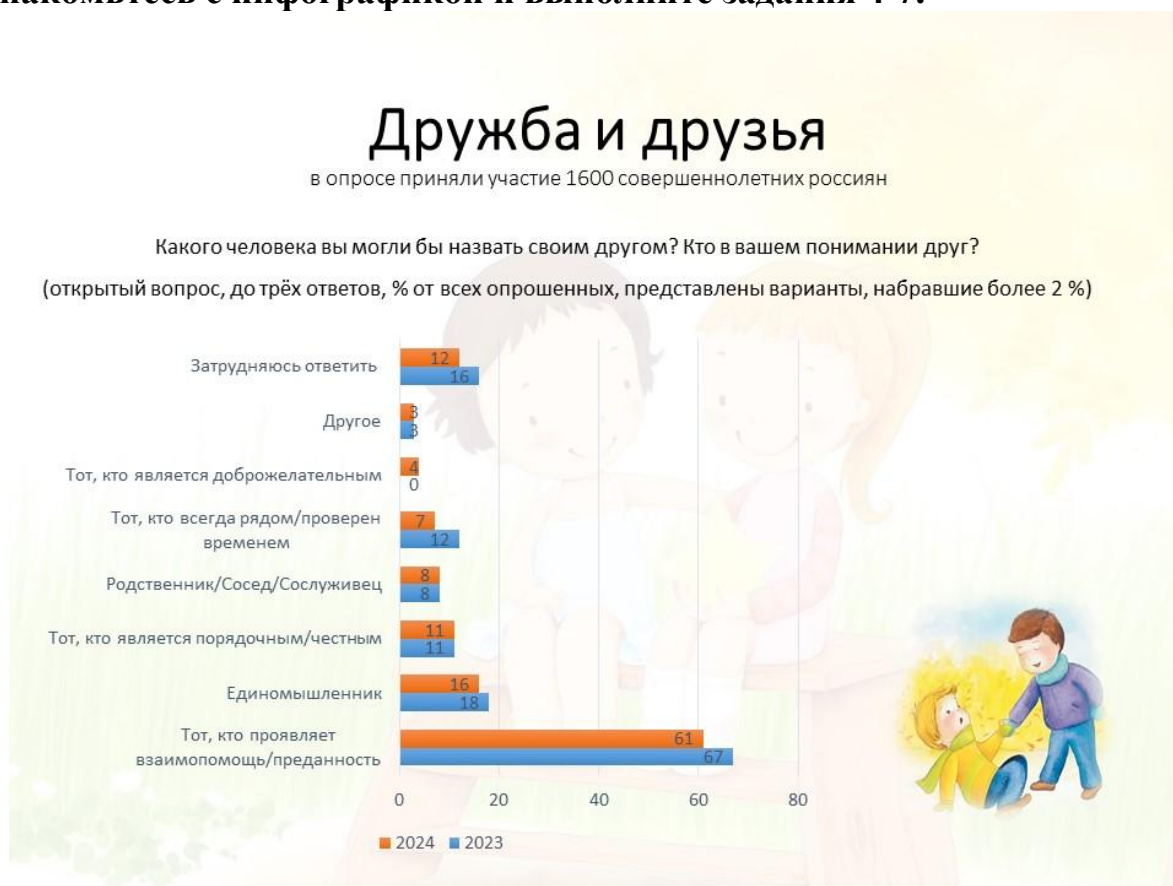 Дружба и друзья
в опросе приняли участие 1600 совершеннолетних россиян
Какого человека вы могли бы назвать своим другом? Кто в вашем понимании друг?
(открытый вопрос, до трёх ответов, % от всех опрошенных, представлены варианты, набравшие более 2 %)
Затрудняюсь ответить
12
16
Другое
3
3
Тот, кто является доброжелательным
4
0
Тот, кто всегда рядом/проверен
временем
7
12
Родственник/Сосед/Сослуживец
8
8
Тот, кто является порядочным/честным
11
11
Единомышленник
16
18
Тот, кто проявляет
взаимопомощь/преданность
61
67
0 20 40 60 80
2024 2023